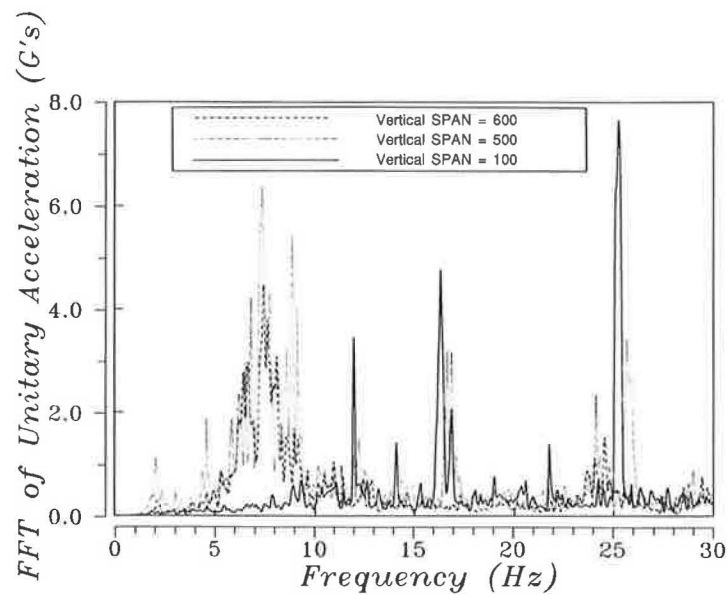 FFT of Unitary Acceleration (G's)
8.0
6.0
4.0
2.0
0.0
Vertical SPAN = 600
Vertical SPAN = 500
Vertical SPAN = 100
0 5 10 15 20 25 30
Frequency (Hz)